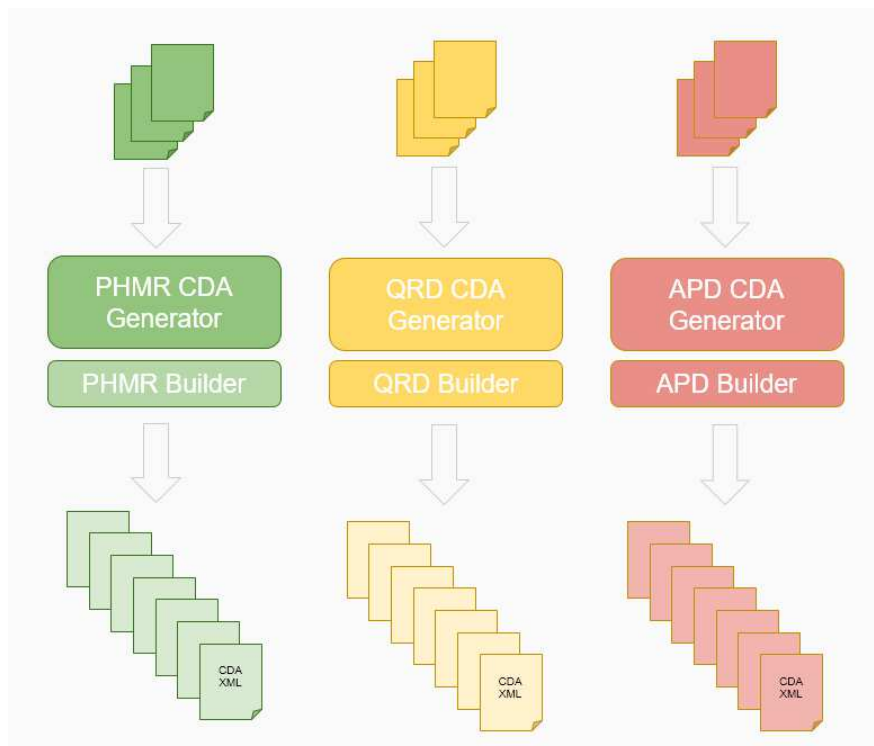 PHMR CDA
Generator
QRD CDA
Generator
APD CDA
Generator
PHMR Builder
QRD Builder
APD Builder
CDA
XML
CDA
XML
CDA
XML